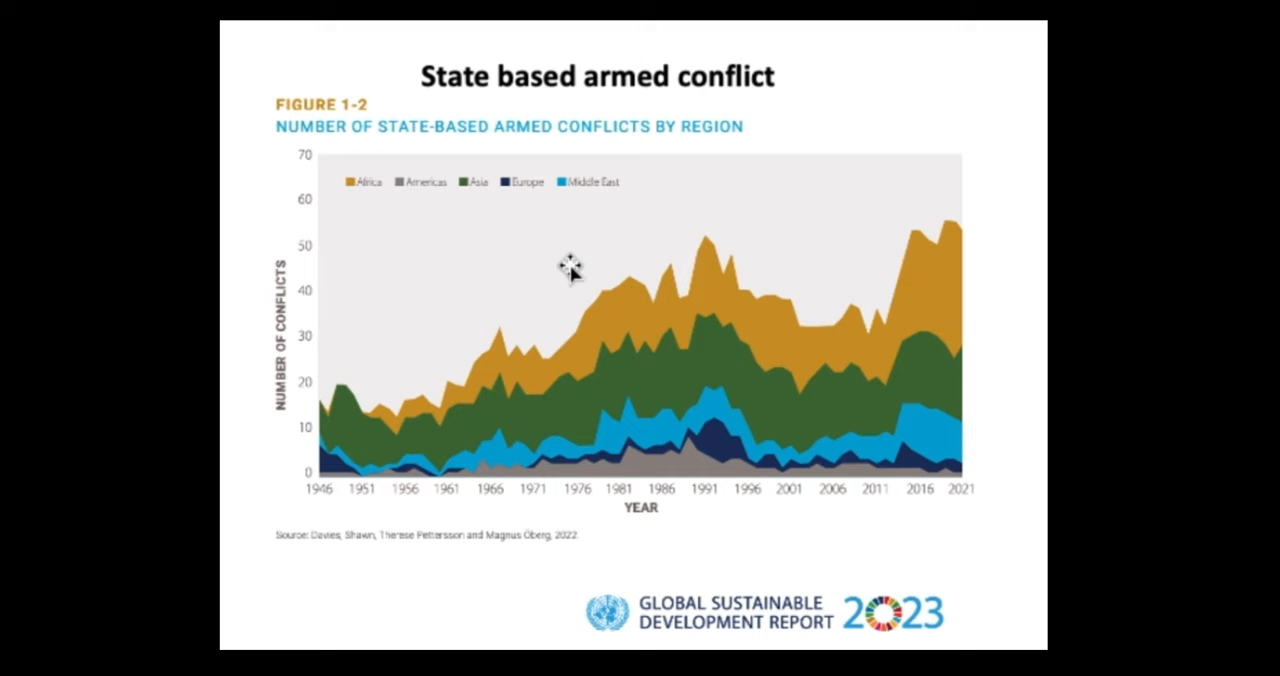 State based armed conflict
FIGURE 1-2
NUMBER OF STATE-BASED ARMED CONFLICTS BY REGION
70
Africa Americas Asia Europe Middle East
60
50
40
30
20
10
0
NUMBER OF CONFLICTS
1946 1951 1956 1961 1966 1971 1976 1981 1986 1991 1996 2001 2006 2011 2016 2021
YEAR
Source: Davies, Shawn, Therese Pettersson and Magnus Öberg, 2022.
GLOBAL SUSTAINABLE
DEVELOPMENT REPORT 2023